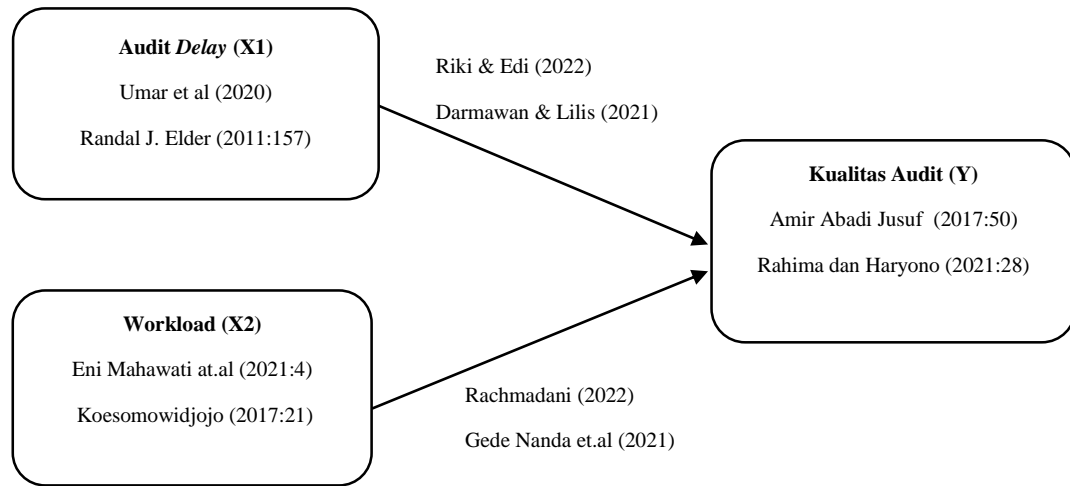 Audit Delay (X1)
Umar et al (2020)
Randal J. Elder (2011:157)
Riki & Edi (2022)
Darmawan & Lilis (2021)
Kualitas Audit (Y)
Amir Abadi Jusuf (2017:50)
Rahima dan Haryono (2021:28)
Workload (X2)
Eni Mahawati at.al (2021:4)
Koesomowidjojo (2017:21)
Rachmadani (2022)
Gede Nanda et.al (2021)